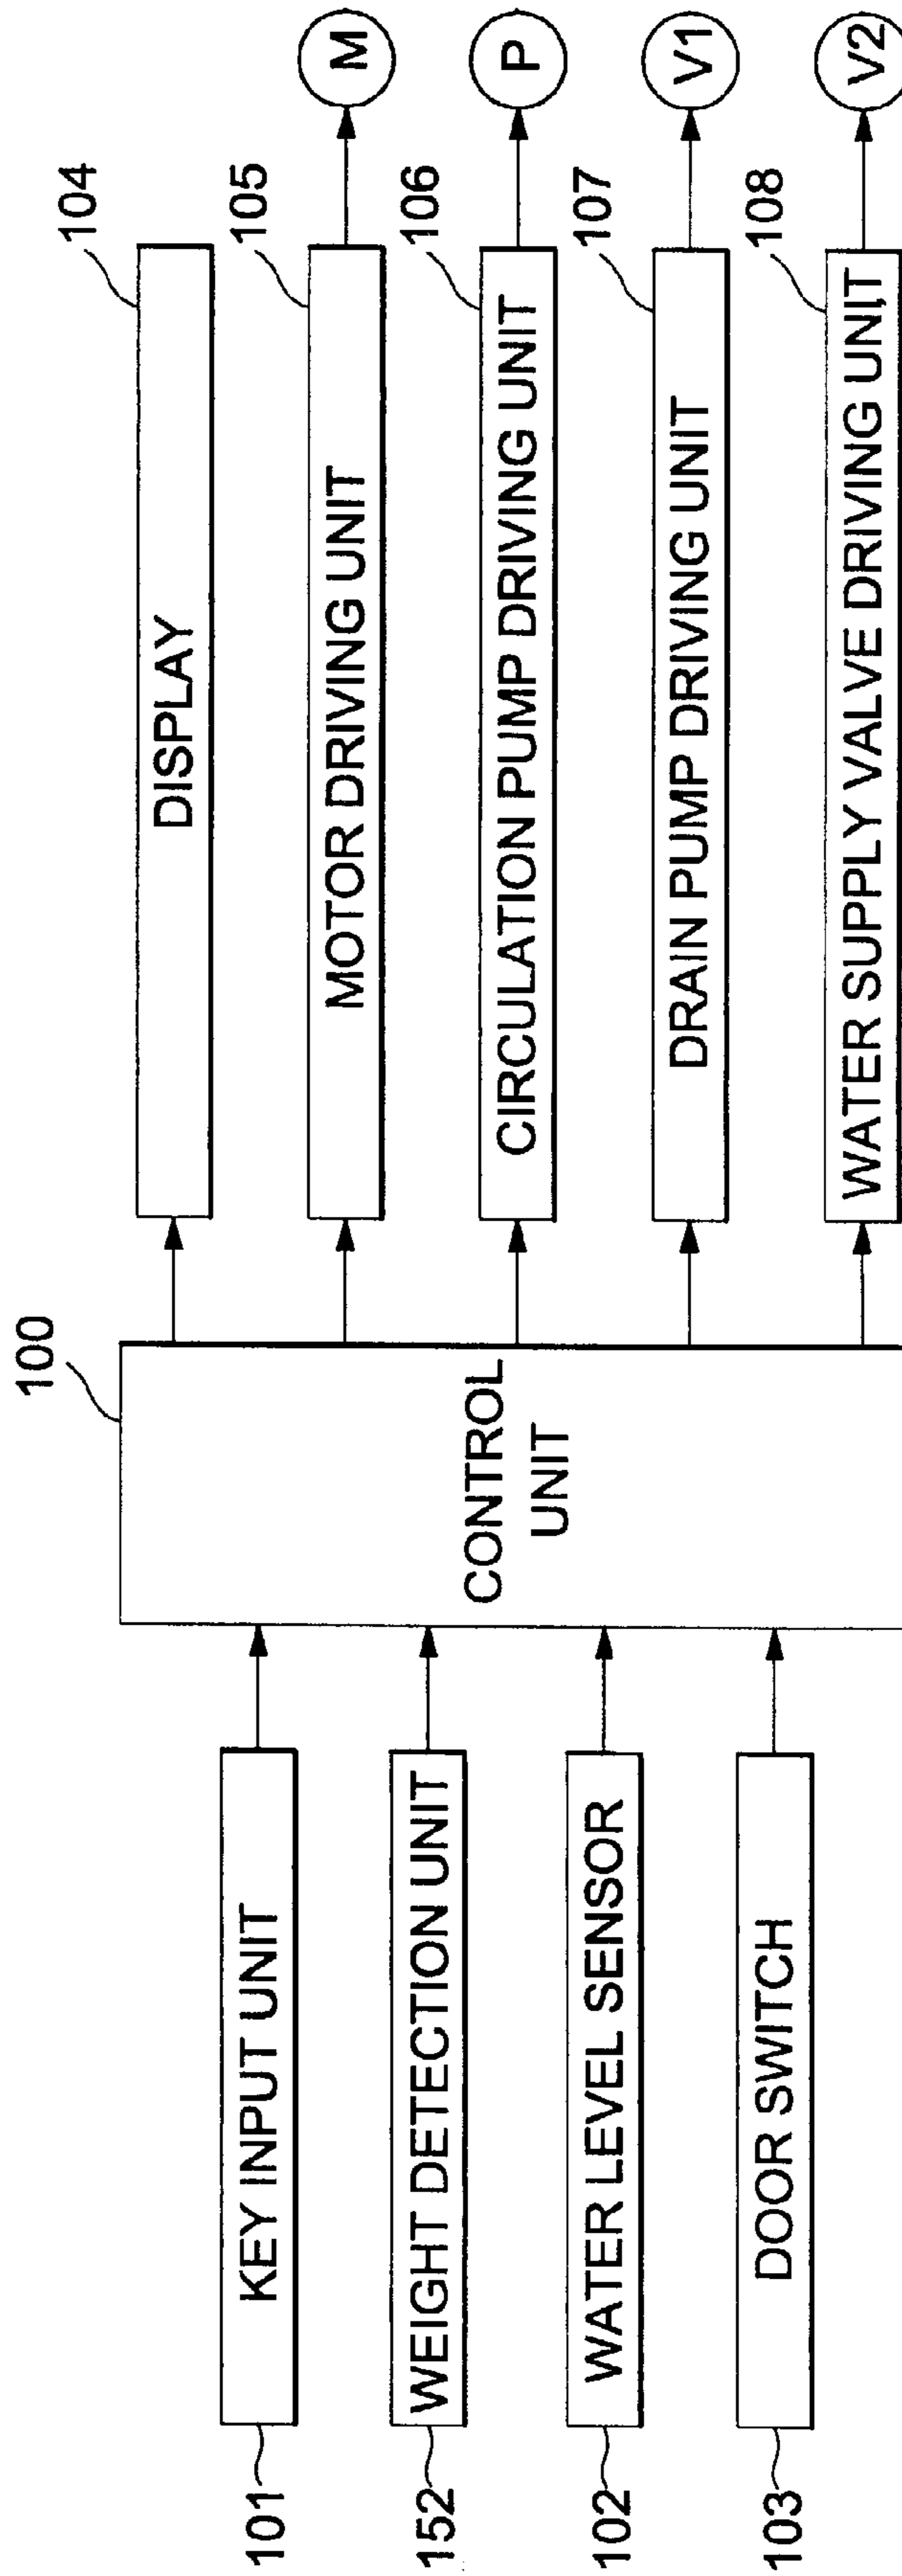 100
101
KEY INPUT UNIT
152
WEIGHT DETECTION UNIT
102
WATER LEVEL SENSOR
103
DOOR SWITCH
CONTROL
UNIT
104
DISPLAY
105
MOTOR DRIVING UNIT
M
106
CIRCULATION PUMP DRIVING UNIT
P
107
DRAIN PUMP DRIVING UNIT
V1
108
WATER SUPPLY VALVE DRIVING UNIT
V2